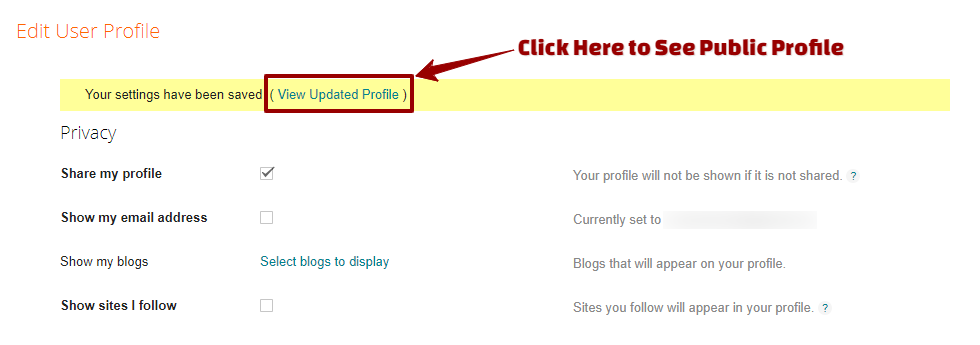 Edit User Profile
Click Here to See Public Profile
Your settings have been saved ( View Updated Profile )
Privacy
Share my profile Your profile will not be shown if it is not shared. ?
Show my email address Currently set to
Show my blogs Select blogs to display Blogs that will appear on your profile.
Show sites I follow Sites you follow will appear in your profile. ?